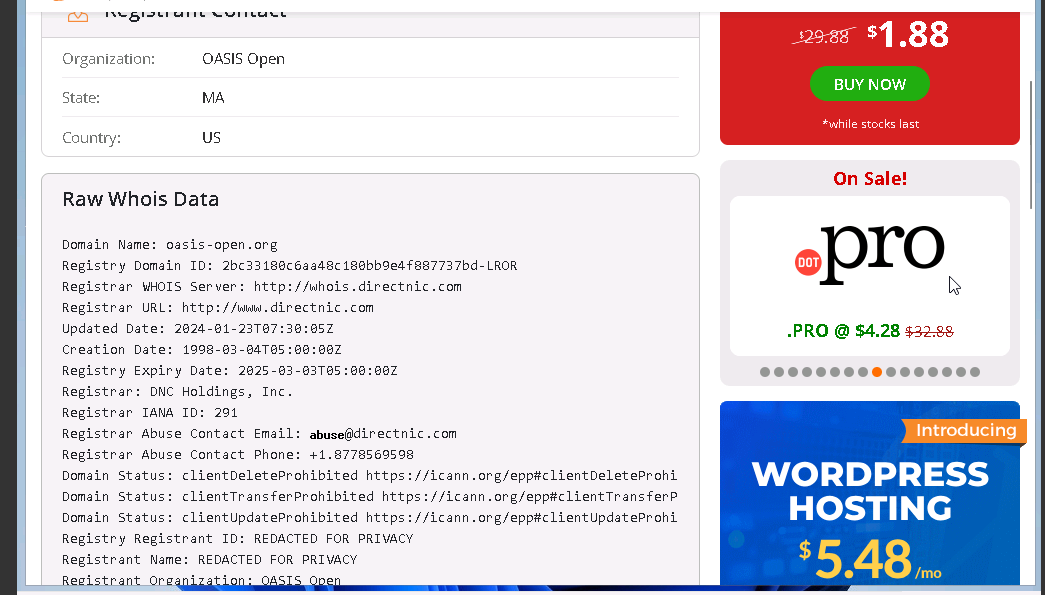 Registrant Contact
Organization: OASIS Open
State: MA
Country: US
Raw Whois Data
Domain Name: oasis-open.org
Registry Domain ID: 2bc33180c6aa48c180bb9e4f887737bd-LROR
Registrar WHOIS Server: http://whois.directnic.com
Registrar URL: http://www.directnic.com
Updated Date: 2024-01-23T07:30:05Z
Creation Date: 1998-03-04T05:00:00Z
Registry Expiry Date: 2025-03-03T05:00:00Z
Registrar: DNC Holdings, Inc.
Registrar IANA ID: 291
Registrar Abuse Contact Email: abuse@directnic.com
Registrar Abuse Contact Phone: +1.8778569598
Domain Status: clientDeleteProhibited https://icann.org/epp#clientDeleteProhi
Domain Status: clientTransferProhibited https://icann.org/epp#clientTransferP
Domain Status: clientUpdateProhibited https://icann.org/epp#clientUpdateProhi
Registry Registrant ID: REDACTED FOR PRIVACY
Registrant Name: REDACTED FOR PRIVACY
Registrant Organization: OASIS Open
$29.88 $1.88
BUY NOW
*while stocks last
On Sale!
DOT pro
.PRO @ $4.28 $32.88
Introducing
WORDPRESS
HOSTING
$5.48/mo